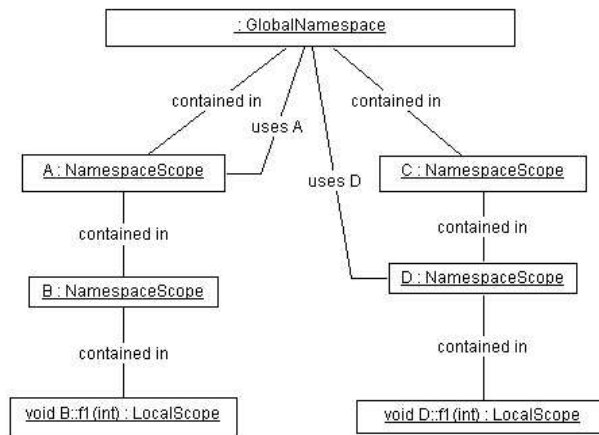 : GlobalNamespace
contained in
contained in
uses A
A : NamespaceScope
uses D
C : NamespaceScope
contained in
contained in
B : NamespaceScope
D : NamespaceScope
contained in
contained in
void B::f1(int) : LocalScope
void D::f1(int) : LocalScope